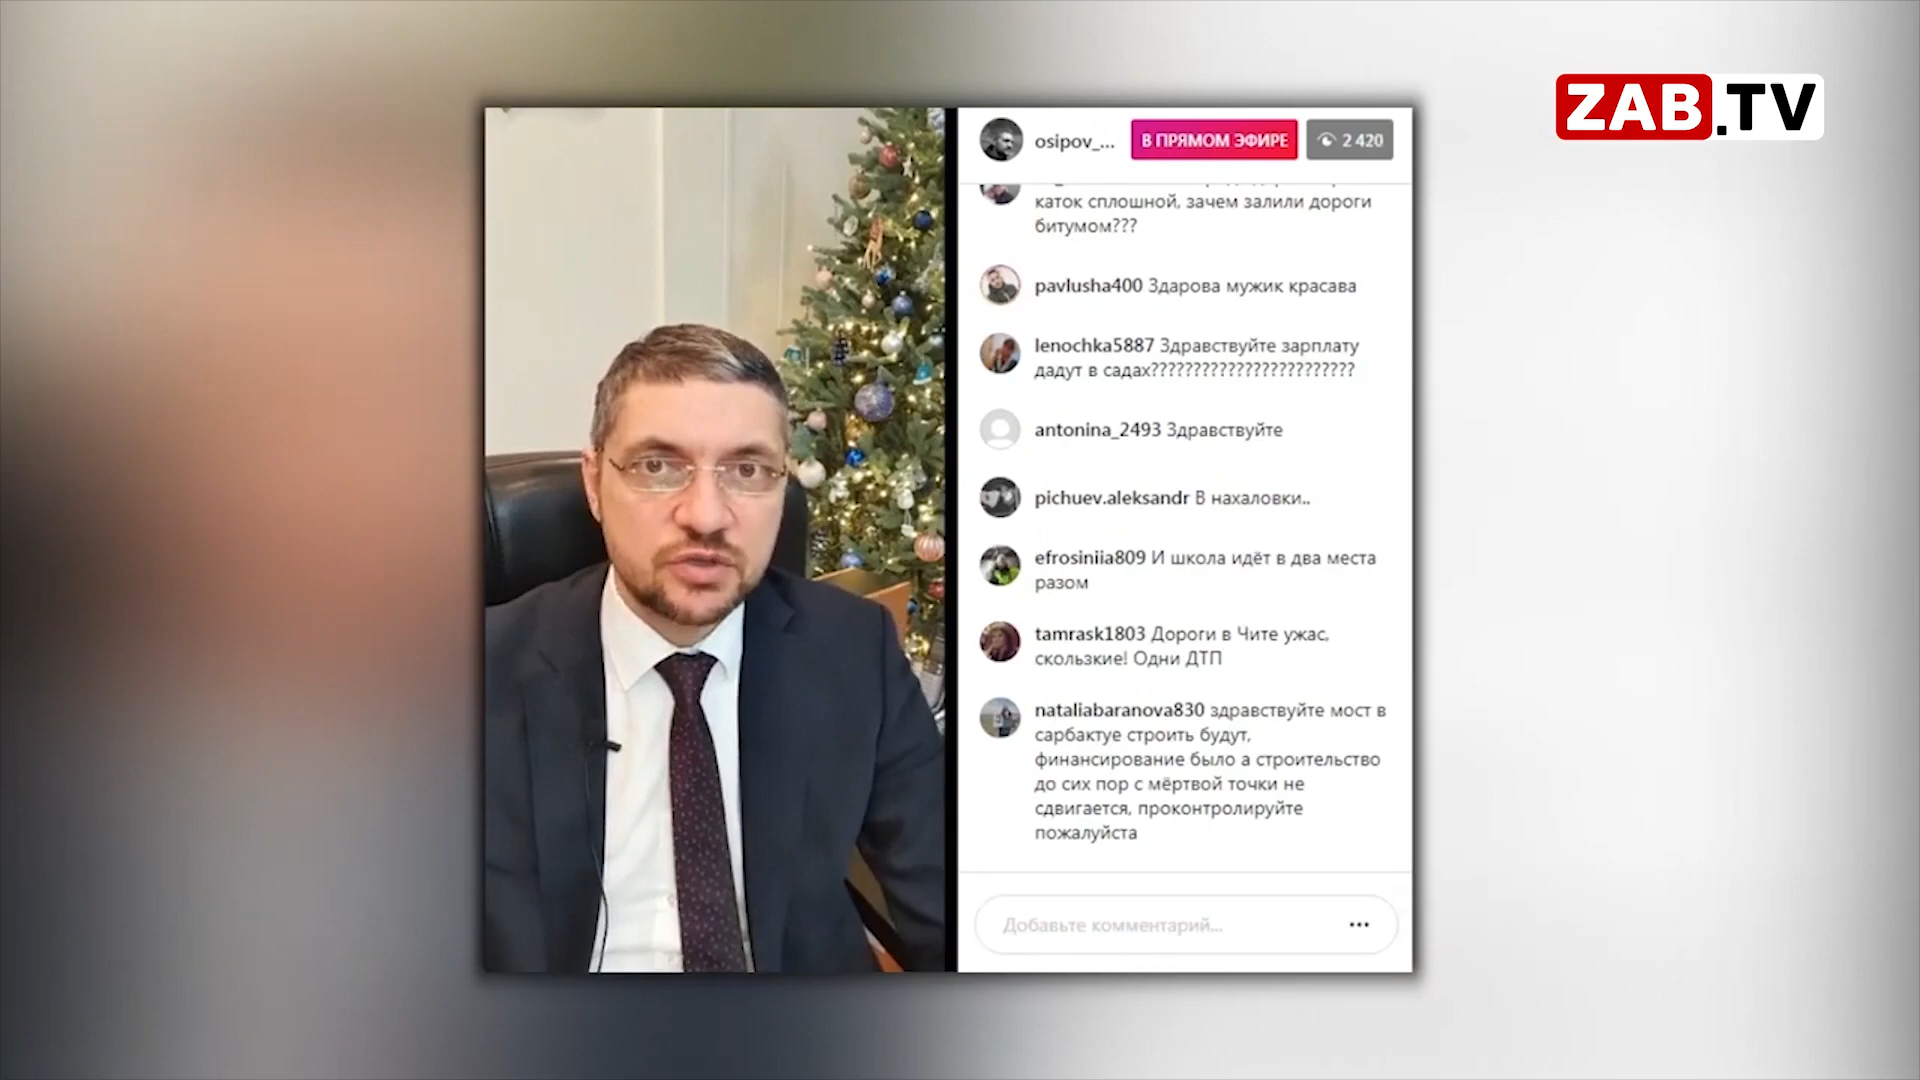 ZAB.TV
osipov_...
В ПРЯМОМ ЭФИРЕ
2 420
каток сплошной, зачем залили дороги
битумом???
pavlusha400 Здарова мужик красава
lenochka5887 Здравствуйте зарплату
дадут в садах????????????????????????
antonina_2493 Здравствуйте
pichuev.aleksandr В нахаловки..
efrosiniia809 И школа идёт в два места
разом
tamrask1803 Дороги в Чите ужас,
скользкие! Одни ДТП
nataliabaranova830 здравствуйте мост в
сарбактуе строить будут,
финансирование было а строительство
до сих пор с мёртвой точки не
сдвигается, проконтролируйте
пожалуйста
Добавьте комментарий...